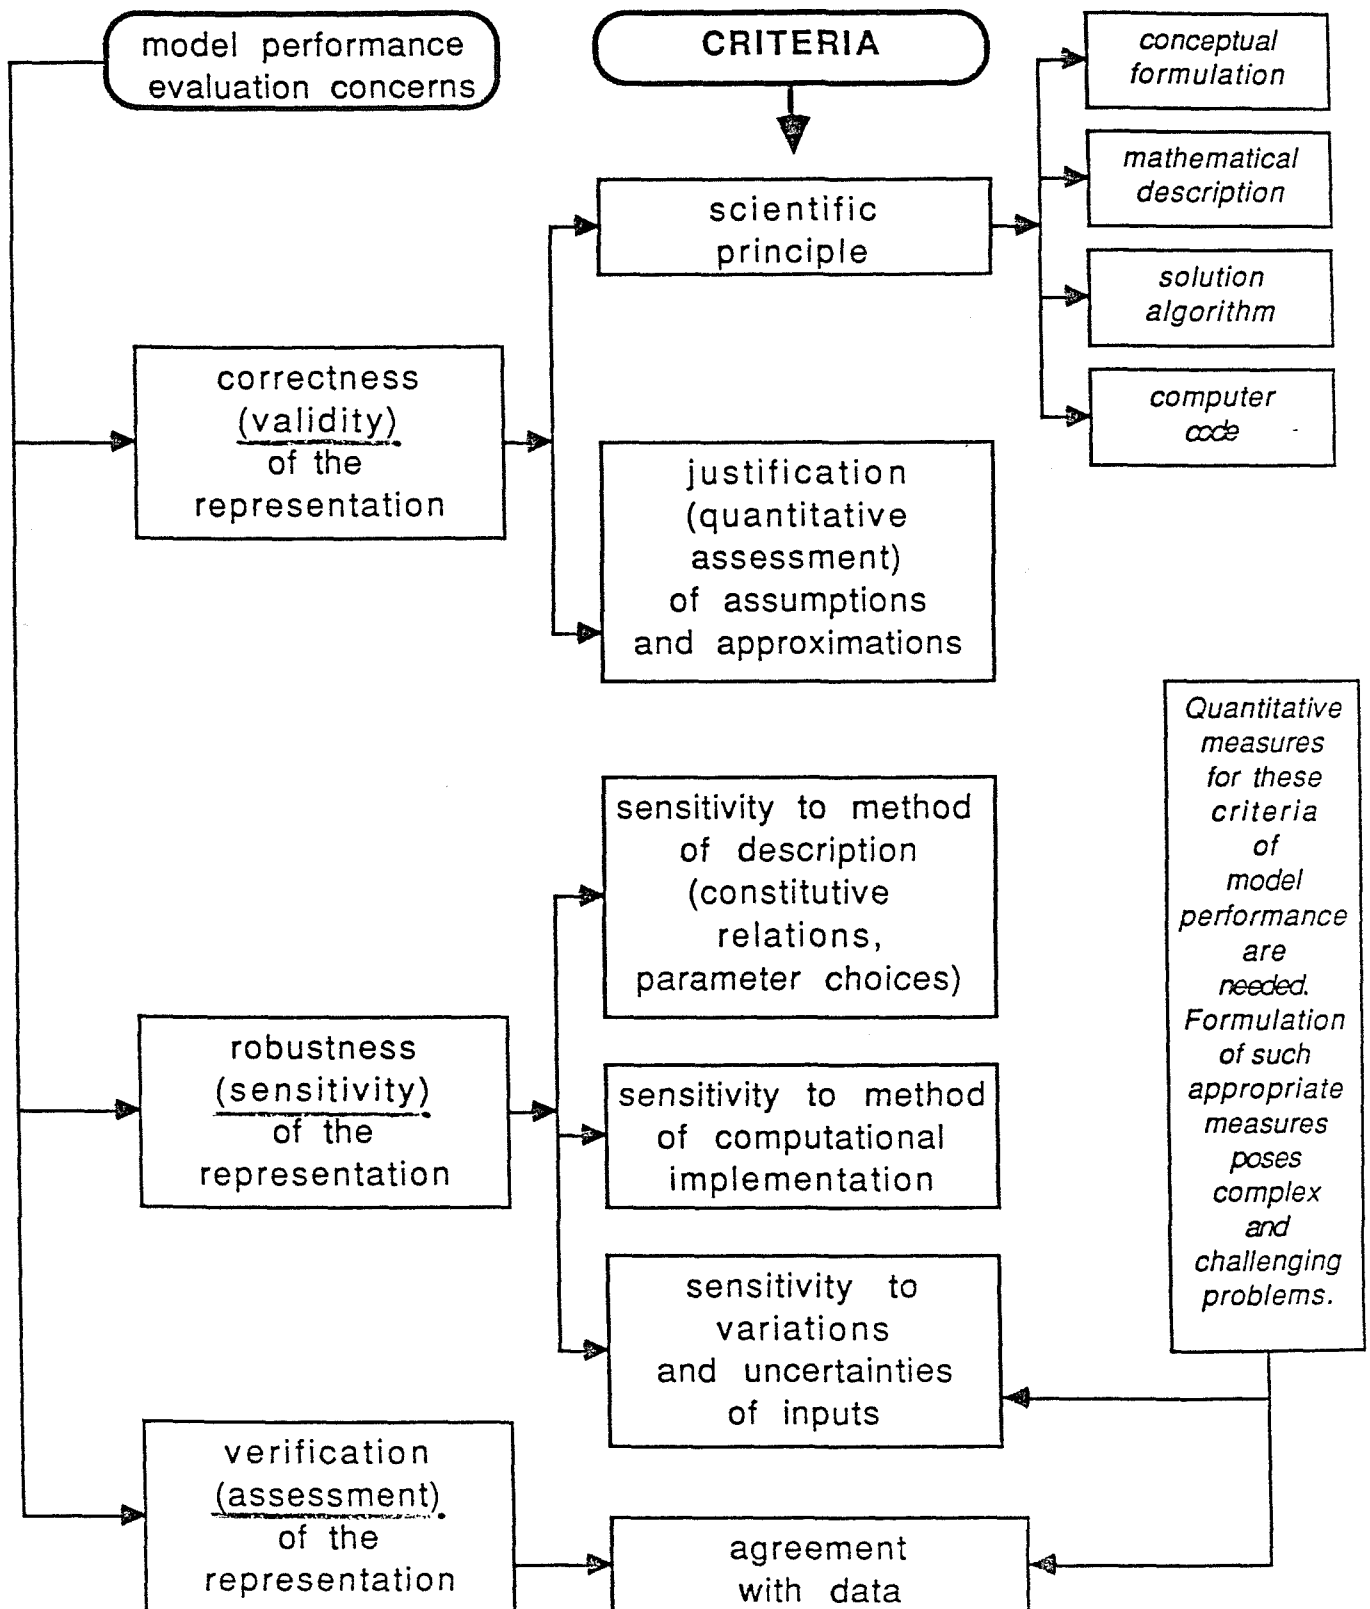 model performance
evaluation concerns
CRITERIA
conceptual
formulation
mathematical
description
solution
algorithm
computer
code
scientific
principle
correctness
(validity)
of the
representation
justification
(quantitative
assessment)
of assumptions
and approximations
robustness
(sensitivity)
of the
representation
sensitivity to method
of description
(constitutive
relations,
parameter choices)
sensitivity to method
of computational
implementation
sensitivity to
variations
and uncertainties
of inputs
Quantitative
measures
for these
criteria
of
model
performance
are
needed.
Formulation
of such
appropriate
measures
poses
complex
and
challenging
problems.
verification
(assessment)
of the
representation
agreement
with data